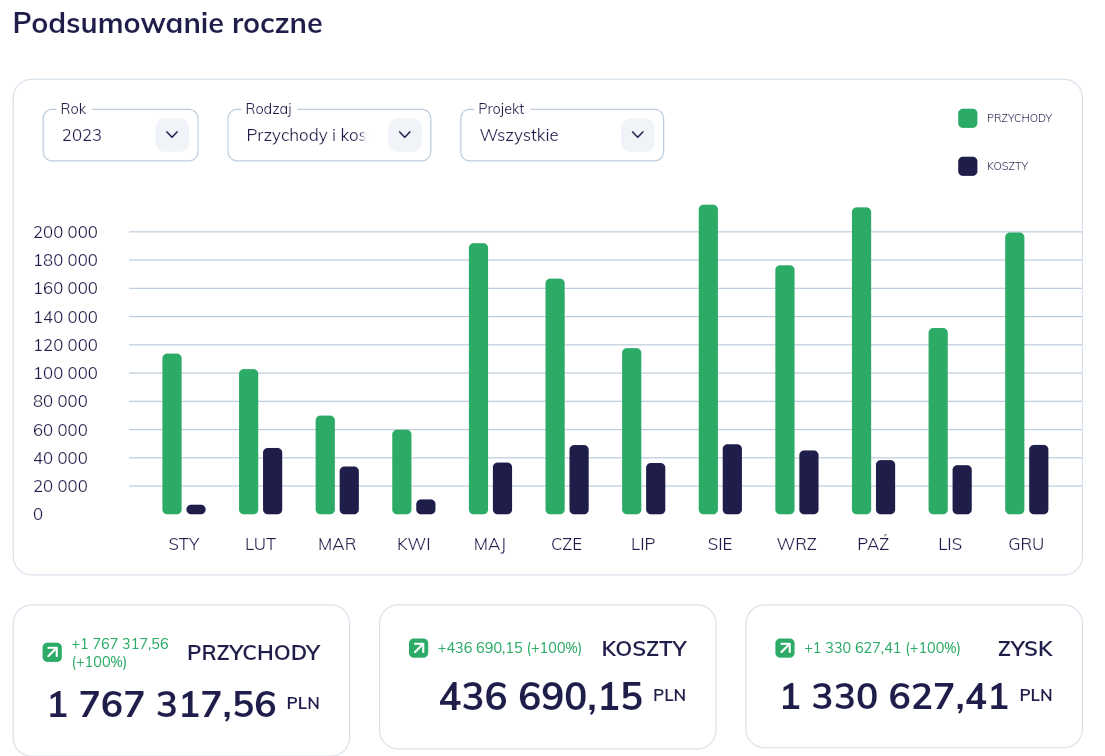 Podsumowanie roczne
Rok
Rodzaj
Projekt
2023
Przychody i kos
Wszystkie
PRZYCHODY
KOSZTY
200 000
180 000
160 000
140 000
120 000
100 000
80 000
60 000
40 000
20 000
0
STY LUT MAR KWI MAJ CZE LIP SIE WRZ PAŹ LIS GRU
+1 767 317,56
(+100%)
PRZYCHODY
1 767 317,56 PLN
+436 690,15 (+100%) KOSZTY
436 690,15 PLN
+1 330 627,41 (+100%) ZYSK
1 330 627,41 PLN